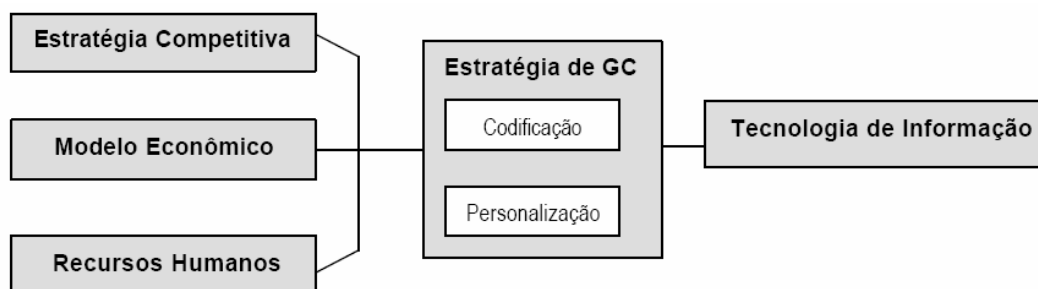 Estratégia Competitiva
Modelo Econômico
Recursos Humanos
Estratégia de GC
Codificação
Personalização
Tecnologia de Informação